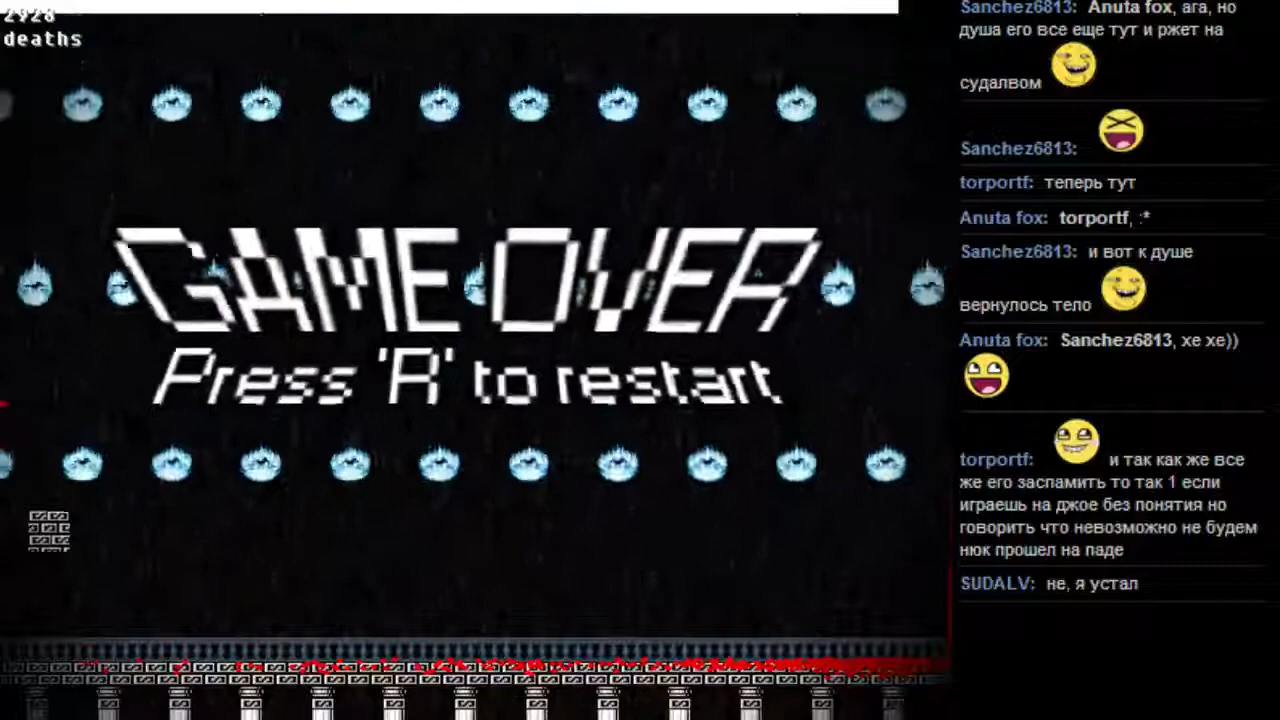 2928
deaths
GAME OVER
Press 'R' to restart
Sanchez6813: Anuta fox, ага, но
душа его все еще тут и ржет на
судалвом
Sanchez6813:
torportf: теперь тут
Anuta fox: torportf, :*
Sanchez6813: и вот к душе
вернулось тело
Anuta fox: Sanchez6813, хе хе))
torportf: и так как же все
же его заспамить то так 1 если
играешь на джое без понятия но
говорить что невозможно не будем
нюк прошел на паде
SUDALV: не, я устал